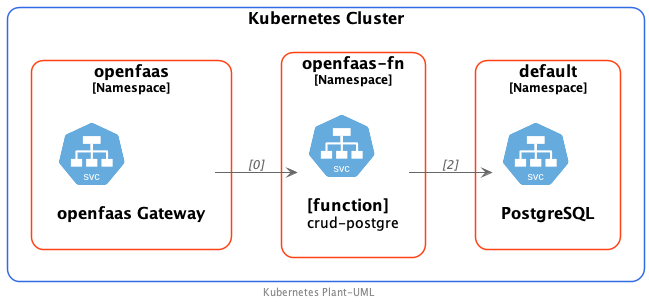 Kubernetes Cluster
openfaas
[Namespace]
svc
openfaas Gateway
[0]
openfaas-fn
[Namespace]
svc
[function]
crud-postgre
[2]
default
[Namespace]
svc
PostgreSQL
Kubernetes Plant-UML